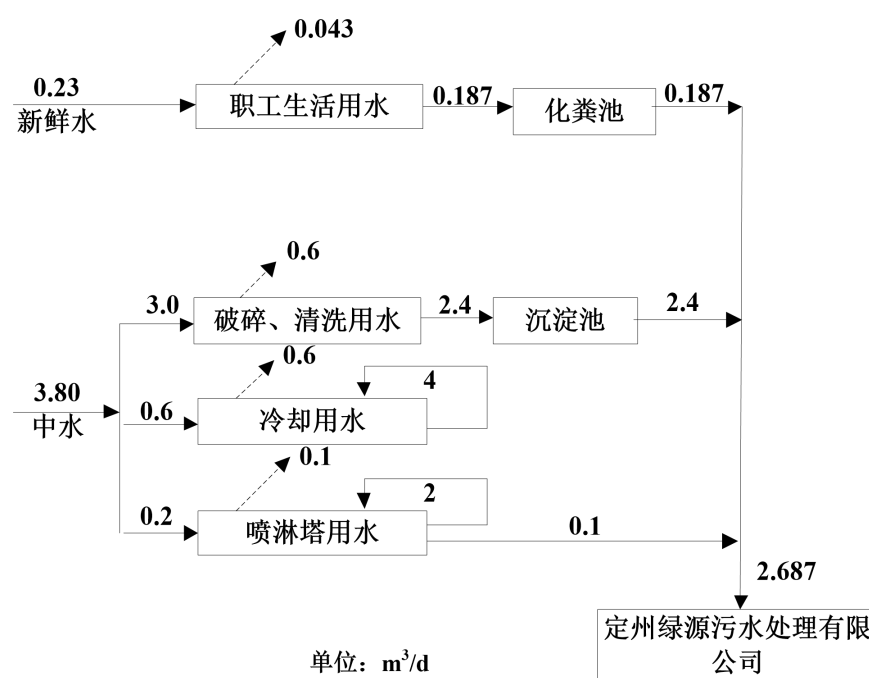 0.043
0.23
新鲜水
职工生活用水
0.187
化粪池
0.187
0.6
3.0
破碎、清洗用水
2.4
沉淀池
2.4
0.6
3.80
中水
0.6
冷却用水
4
0.1
0.2
喷淋塔用水
2
0.1
2.687
定州绿源污水处理有限
公司
单位：m³/d